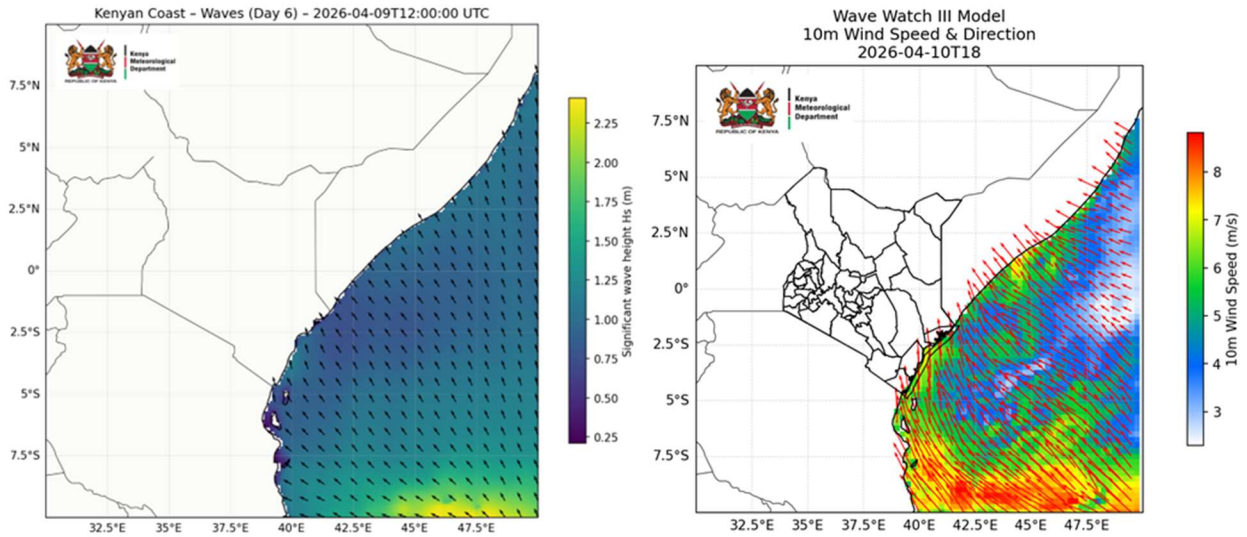 Kenyan Coast – Waves (Day 6) – 2026-04-09T12:00:00 UTC
Kenya
Meteorological
Department
REPUBLIC OF KENYA
7.5°N
5°N
2.5°N
0°
2.5°S
5°S
7.5°S
32.5°E
35°E
37.5°E
40°E
42.5°E
45°E
47.5°E
2.25
2.00
1.75
1.50
1.25
1.00
0.75
0.50
0.25
Significant wave height Hs (m)
Wave Watch III Model
10m Wind Speed & Direction
2026-04-10T18
Kenya
Meteorological
Department
REPUBLIC OF KENYA
7.5°N
5°N
2.5°N
0°
2.5°S
5°S
7.5°S
32.5°E
35°E
37.5°E
40°E
42.5°E
45°E
47.5°E
8
7
6
5
4
3
10m Wind Speed (m/s)